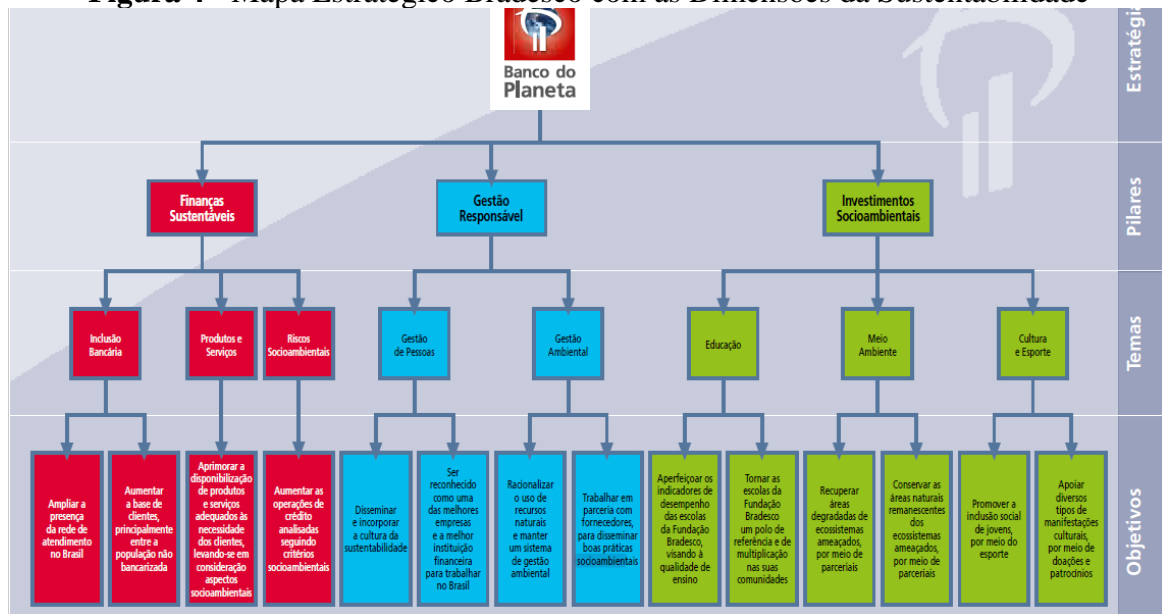 Figura 4 - Mapa Estratégico Bradesco com as Dimensões da Sustentabilidade
Banco do
Planeta
Estratégia
Finanças
Sustentáveis
Gestão
Responsável
Investimentos
Socioambientais
Pilares
Inclusão
Bancária
Produtos e
Serviços
Riscos
Socioambientais
Gestão
de Pessoas
Gestão
Ambiental
Educação
Meio
Ambiente
Cultura
e Esporte
Temas
Ampliar a
presença
da rede de
atendimento
no Brasil
Aumentar
a base de
clientes,
principalmente
entre a
população não
bancarizada
Aprimorar a
disponibilização
de produtos
e serviços
adequados às
necessidade
dos clientes,
levando-se em
consideração
aspectos
socioambientais
Aumentar as
operações de
crédito
analisadas
seguindo
critérios
socioambientais
Disseminar
e incorporar
a cultura da
sustentabilidade
Ser
reconhecido
como uma
das melhores
empresas
e a melhor
instituição
financeira
para trabalhar
no Brasil
Racionalizar
o uso de
recursos
naturais
e manter
um sistema
de gestão
ambiental
Trabalhar em
parceria com
fornecedores,
para disseminar
boas práticas
socioambientais
Aperfeiçoar os
indicadores de
desempenho
das escolas
da Fundação
Bradesco,
visando à
qualidade de
ensino
Tornar as
escolas da
Fundação
Bradesco
um polo de
referência e de
multiplicação
nas suas
comunidades
Recuperar
áreas
degradadas de
ecosistemas
ameaçados,
por meio de
parceriais
Conservar as
áreas naturais
remanescentes
dos
ecossistemas
ameaçados,
por meio de
parceriais
Promover a
inclusão social
de jovens,
por meio do
esporte
Apoiar
diversos
tipos de
manifestações
culturais,
por meio de
doações e
patrocínios
Objetivos